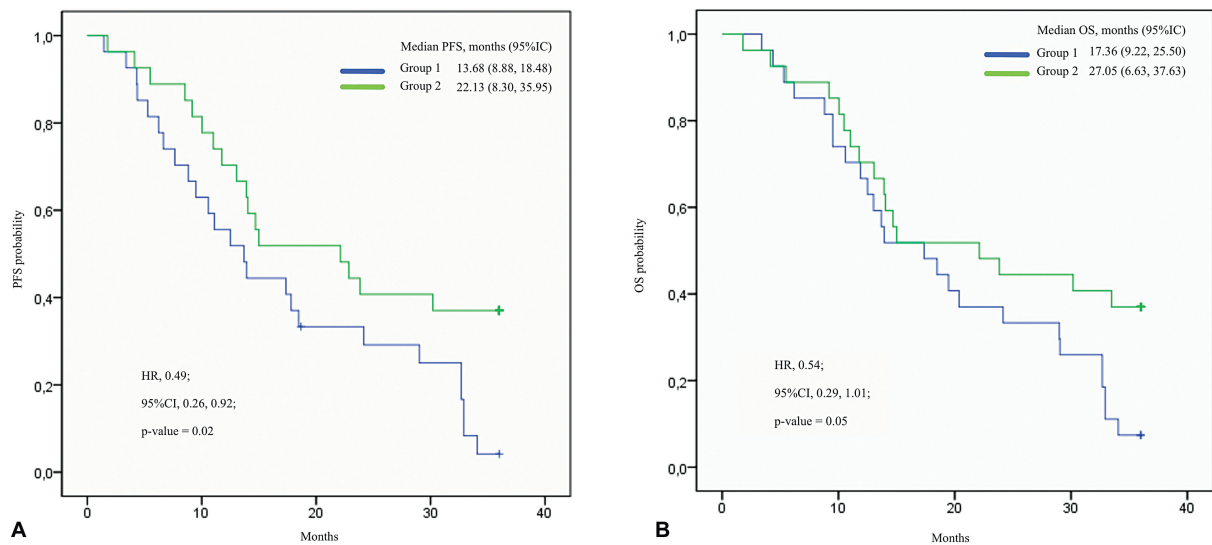 Median PFS, months (95%IC)
Group 1 13.68 (8.88, 18.48)
Group 2 22.13 (8.30, 35.95)
1,0
0,8
0,6
0,4
0,2
0,0
PFS probability
HR, 0.49;
95%CI, 0.26, 0.92;
p-value = 0.02
0 10 20 30 40
Months
A
Median OS, months (95%IC)
Group 1 17.36 (9.22, 25.50)
Group 2 27.05 (6.63, 37.63)
1,0
0,8
0,6
0,4
0,2
0,0
OS probability
HR, 0.54;
95%CI, 0.29, 1.01;
p-value = 0.05
0 10 20 30 40
Months
B